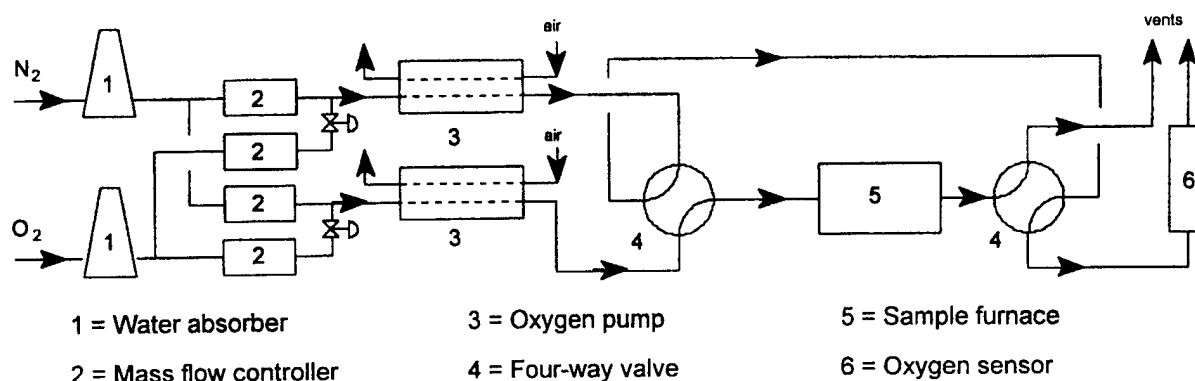 vents
air
N₂
1
2
3
2
air
6
2
5
O₂
1
3
4
4
2
1 = Water absorber
3 = Oxygen pump
5 = Sample furnace
2 = Mass flow controller
4 = Four-way valve
6 = Oxygen sensor